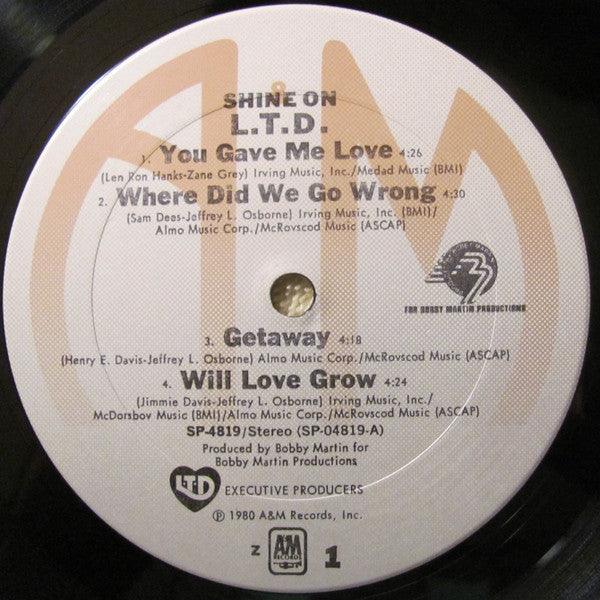 SHINE ON
L.T.D.
1. You Gave Me Love 4:26
(Len Ron Hanks-Zane Grey) Irving Music, Inc./Medad Music (BMI)
2. Where Did We Go Wrong 4:30
(Sam Dees-Jeffrey L. Osborne) Irving Music, Inc. (BMI)/
Almo Music Corp./McRovscod Music (ASCAP)
FOR BOBBY MARTIN PRODUCTIONS
3. Getaway 4:18
(Henry E. Davis-Jeffrey L. Osborne) Almo Music Corp./McRovscod Music (ASCAP)
4. Will Love Grow 4:24
(Jimmie Davis-Jeffrey L. Osborne) Irving Music, Inc./
McDorsbov Music (BMI)/Almo Music Corp./McRovscod Music (ASCAP)
SP-4819/Stereo (SP-04819-A)
Produced by Bobby Martin for
Bobby Martin Productions
LTD EXECUTIVE PRODUCERS
℗ 1980 A&M Records, Inc.
Z A&M RECORDS 1